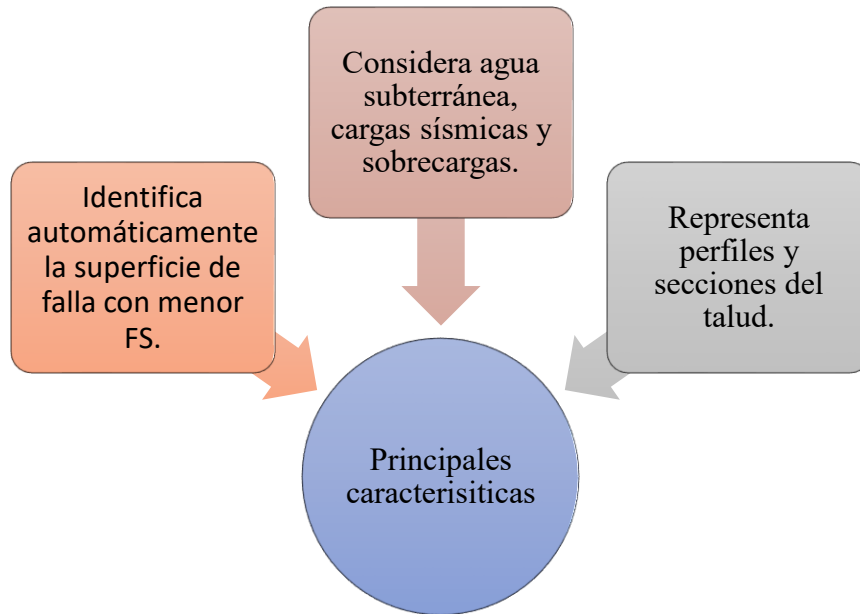 Considera agua
subterránea,
cargas sísmicas y
sobrecargas.
Identifica
automáticamente
la superficie de
falla con menor
FS.
Representa
perfiles y
secciones del
talud.
Principales
caracterisiticas